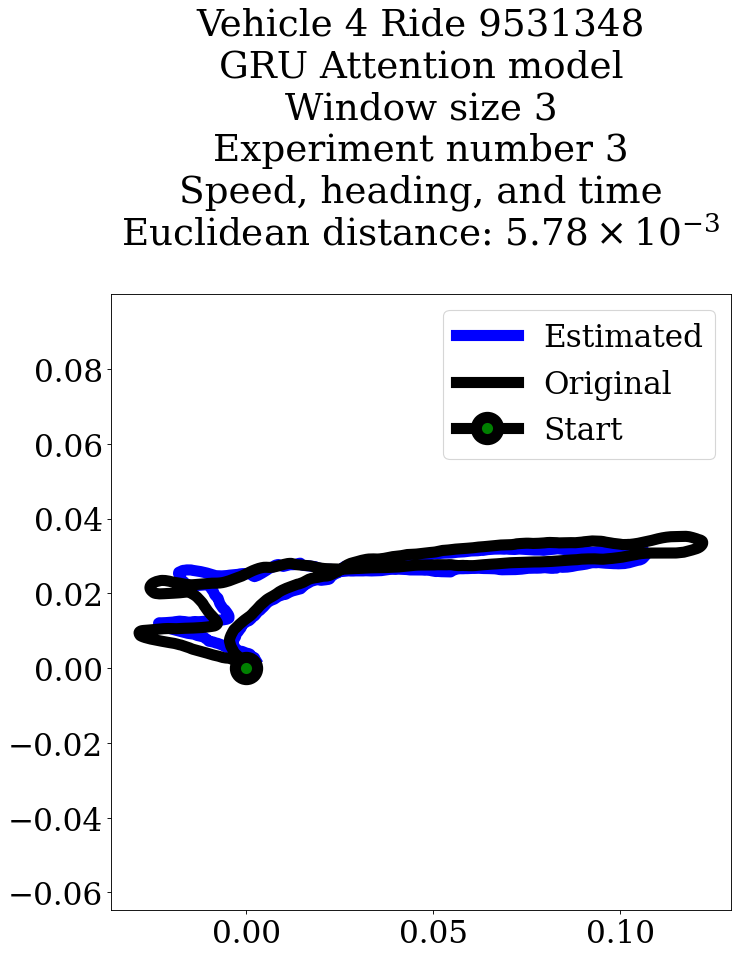 Vehicle 4 Ride 9531348
GRU Attention model
Window size 3
Experiment number 3
Speed, heading, and time
Euclidean distance: 5.78 × 10⁻³
Estimated
Original
Start
0.08
0.06
0.04
0.02
0.00
−0.02
−0.04
−0.06
0.00 0.05 0.10